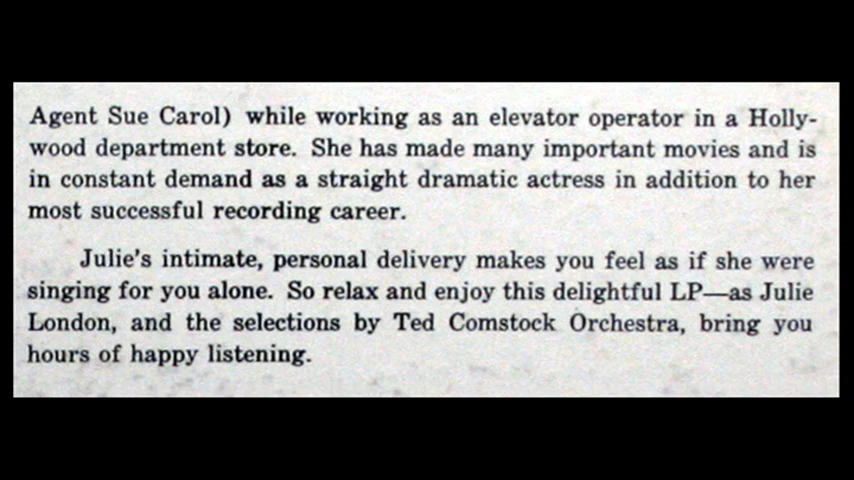 Agent Sue Carol) while working as an elevator operator in a Holly-
wood department store. She has made many important movies and is
in constant demand as a straight dramatic actress in addition to her
most successful recording career.
Julie's intimate, personal delivery makes you feel as if she were
singing for you alone. So relax and enjoy this delightful LP—as Julie
London, and the selections by Ted Comstock Orchestra, bring you
hours of happy listening.